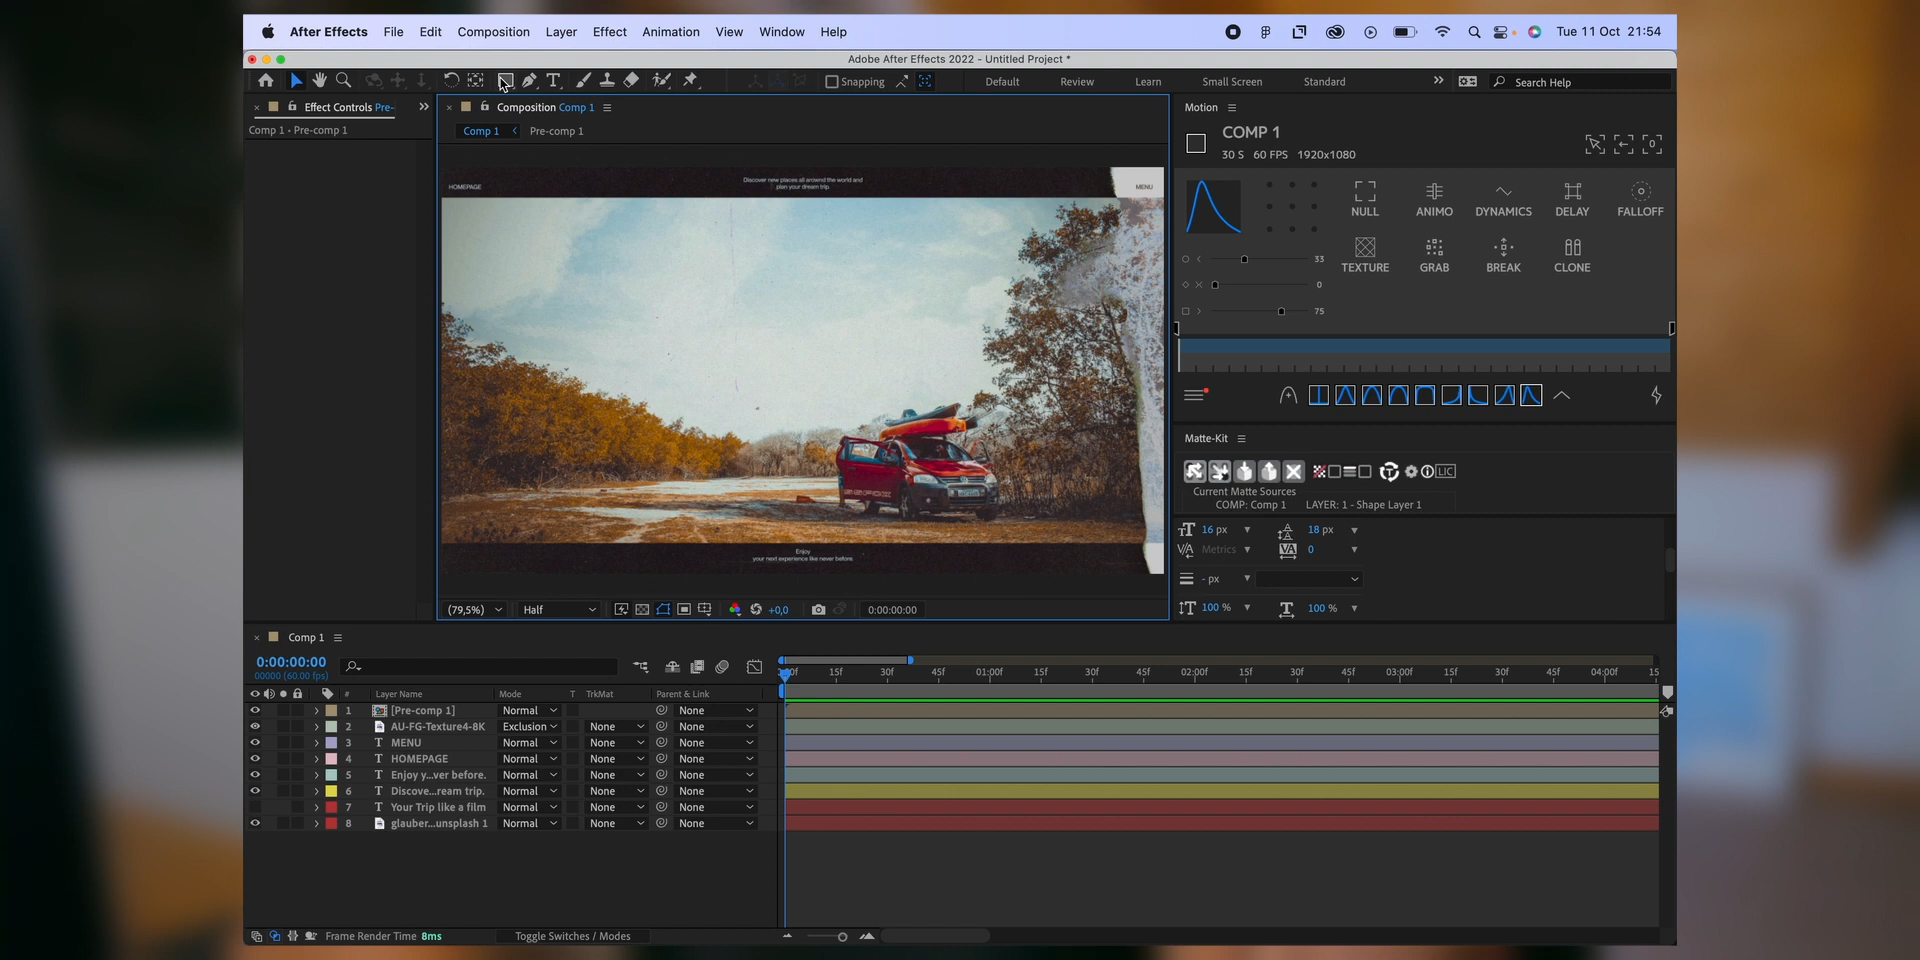 After Effects File Edit Composition Layer Effect Animation View Window Help
Tue 11 Oct 21:54
Adobe After Effects 2022 - Untitled Project *
Snapping
Default Review Learn Small Screen Standard
Search Help
Effect Controls Pre-
Comp 1 • Pre-comp 1
Composition Comp 1
Comp 1 Pre-comp 1
HOMEPAGE
Discover new places all around the world and
plan your dream trip.
MENU
Enjoy
your next experience like never before.
(79,5%) Half +0,0 0:00:00:00
Motion
COMP 1
30 S 60 FPS 1920x1080
NULL ANIMO DYNAMICS DELAY FALLOFF
TEXTURE GRAB BREAK CLONE
33
0
75
Matte-Kit
LIC
Current Matte Sources
COMP: Comp 1 LAYER: 1 - Shape Layer 1
16 px 18 px
Metrics 0
- px
100 % 100 %
Comp 1
0:00:00:00
00000 (60.00 fps)
15f 30f 45f 01:00f 15f 30f 45f 02:00f 15f 30f 45f 03:00f 15f 30f 45f 04:00f 15
# Layer Name Mode T TrkMat Parent & Link
1 [Pre-comp 1] Normal None
2 AU-FG-Texture4-8K Exclusion None None
3 MENU Normal None None
4 HOMEPAGE Normal None None
5 Enjoy y...ver before. Normal None None
6 Discove...ream trip. Normal None None
7 Your Trip like a film Normal None None
8 glauber...unsplash 1 Normal None None
Frame Render Time 8ms
Toggle Switches / Modes